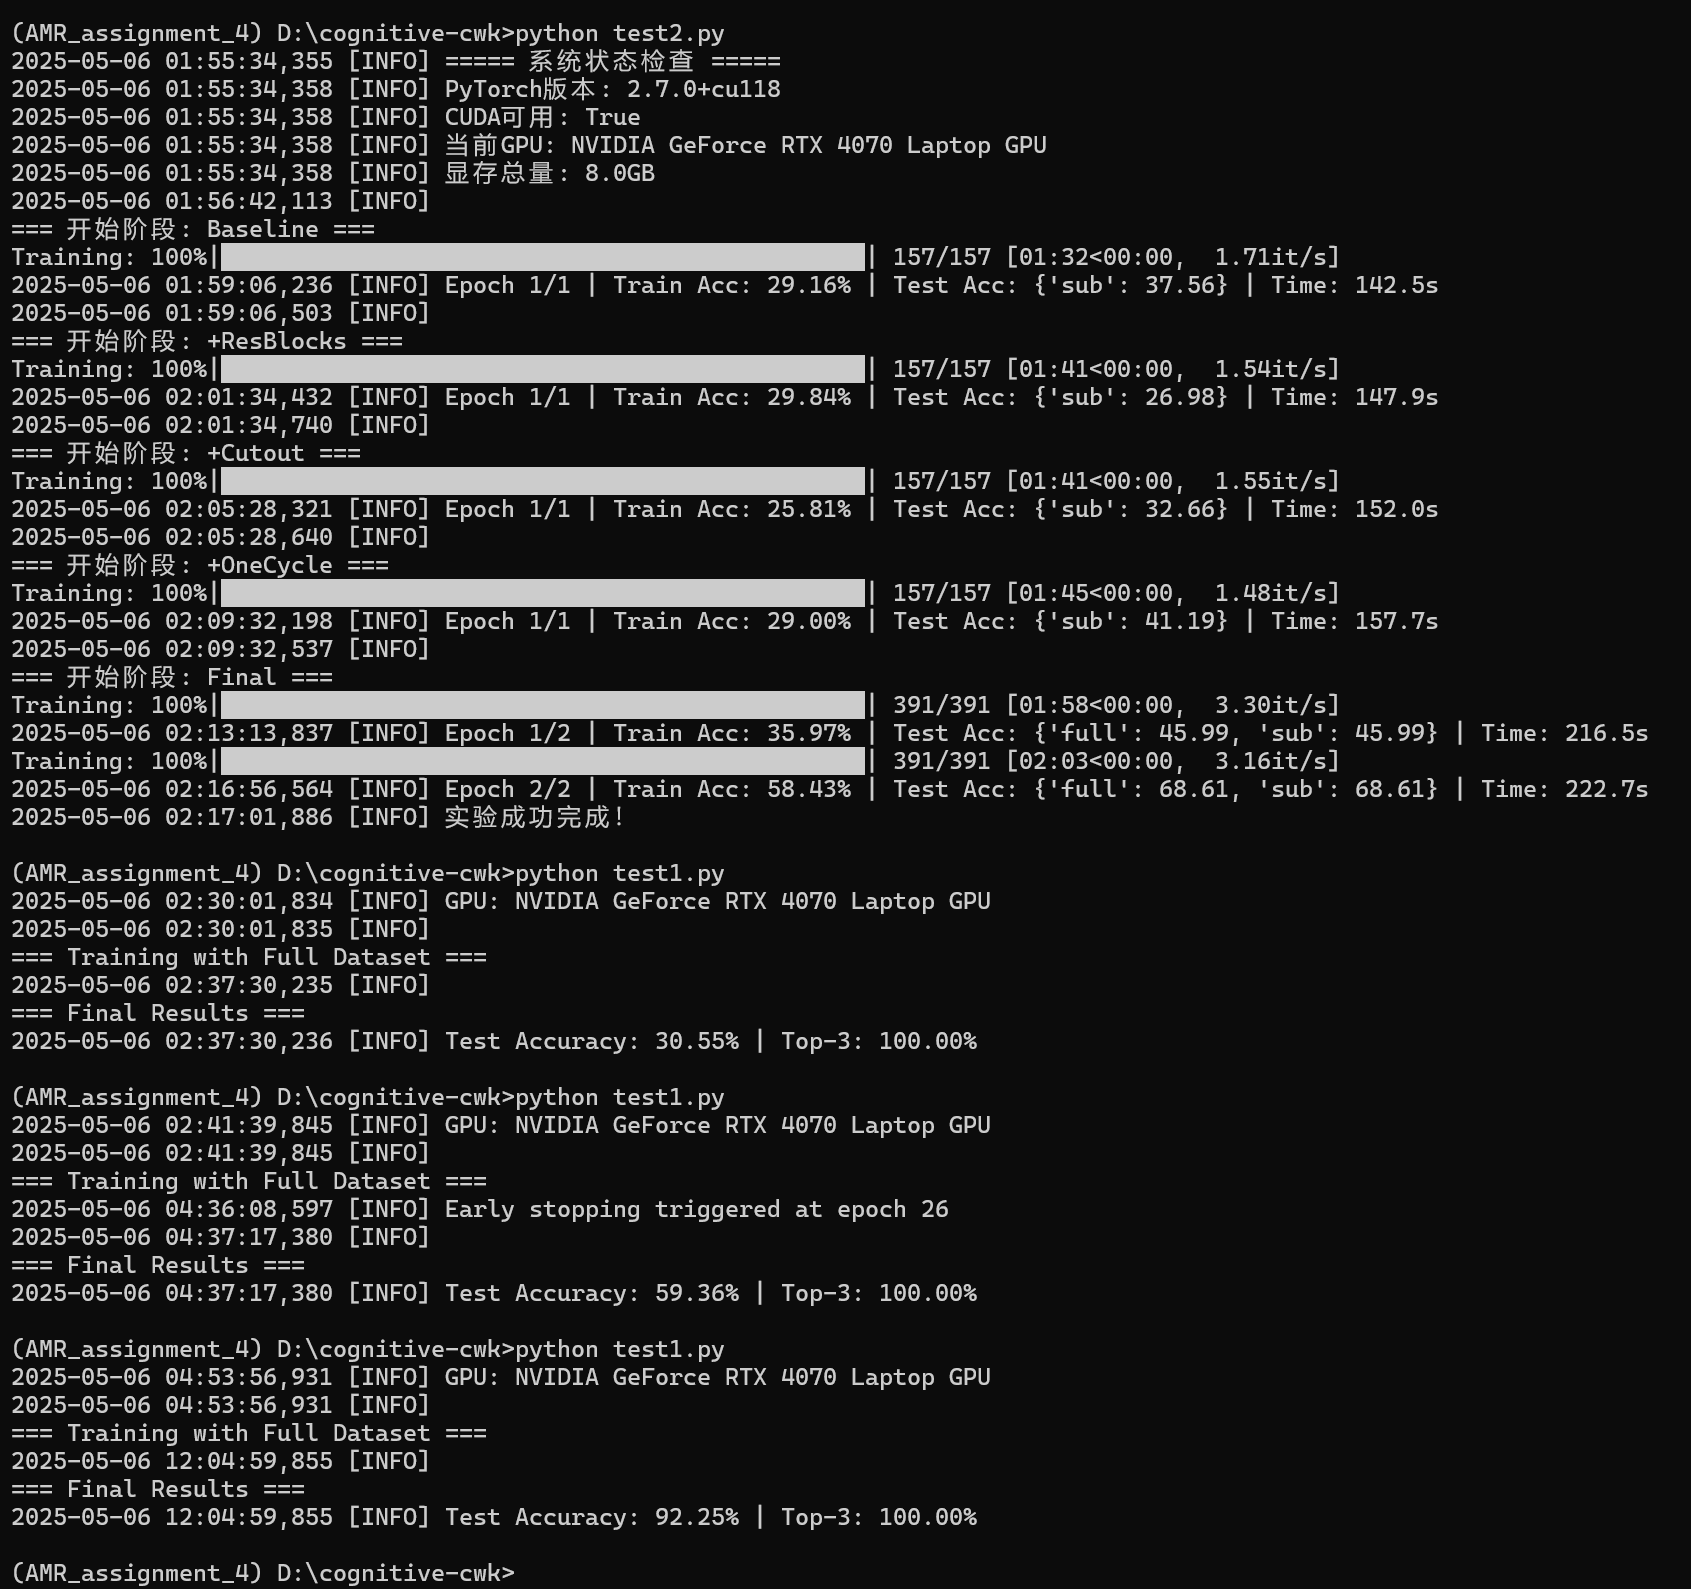 (AMR_assignment_4) D:\cognitive-cwk>python test2.py
2025-05-06 01:55:34,355 [INFO] ===== 系统状态检查 =====
2025-05-06 01:55:34,358 [INFO] PyTorch版本: 2.7.0+cu118
2025-05-06 01:55:34,358 [INFO] CUDA可用: True
2025-05-06 01:55:34,358 [INFO] 当前GPU: NVIDIA GeForce RTX 4070 Laptop GPU
2025-05-06 01:55:34,358 [INFO] 显存总量: 8.0GB
2025-05-06 01:56:42,113 [INFO]
=== 开始阶段: Baseline ===
Training: 100%|██████████| 157/157 [01:32<00:00,  1.71it/s]
2025-05-06 01:59:06,236 [INFO] Epoch 1/1 | Train Acc: 29.16% | Test Acc: {'sub': 37.56} | Time: 142.5s
2025-05-06 01:59:06,503 [INFO]
=== 开始阶段: +ResBlocks ===
Training: 100%|██████████| 157/157 [01:41<00:00,  1.54it/s]
2025-05-06 02:01:34,432 [INFO] Epoch 1/1 | Train Acc: 29.84% | Test Acc: {'sub': 26.98} | Time: 147.9s
2025-05-06 02:01:34,740 [INFO]
=== 开始阶段: +Cutout ===
Training: 100%|██████████| 157/157 [01:41<00:00,  1.55it/s]
2025-05-06 02:05:28,321 [INFO] Epoch 1/1 | Train Acc: 25.81% | Test Acc: {'sub': 32.66} | Time: 152.0s
2025-05-06 02:05:28,640 [INFO]
=== 开始阶段: +OneCycle ===
Training: 100%|██████████| 157/157 [01:45<00:00,  1.48it/s]
2025-05-06 02:09:32,198 [INFO] Epoch 1/1 | Train Acc: 29.00% | Test Acc: {'sub': 41.19} | Time: 157.7s
2025-05-06 02:09:32,537 [INFO]
=== 开始阶段: Final ===
Training: 100%|██████████| 391/391 [01:58<00:00,  3.30it/s]
2025-05-06 02:13:13,837 [INFO] Epoch 1/2 | Train Acc: 35.97% | Test Acc: {'full': 45.99, 'sub': 45.99} | Time: 216.5s
Training: 100%|██████████| 391/391 [02:03<00:00,  3.16it/s]
2025-05-06 02:16:56,564 [INFO] Epoch 2/2 | Train Acc: 58.43% | Test Acc: {'full': 68.61, 'sub': 68.61} | Time: 222.7s
2025-05-06 02:17:01,886 [INFO] 实验成功完成!
(AMR_assignment_4) D:\cognitive-cwk>python test1.py
2025-05-06 02:30:01,834 [INFO] GPU: NVIDIA GeForce RTX 4070 Laptop GPU
2025-05-06 02:30:01,835 [INFO]
=== Training with Full Dataset ===
2025-05-06 02:37:30,235 [INFO]
=== Final Results ===
2025-05-06 02:37:30,236 [INFO] Test Accuracy: 30.55% | Top-3: 100.00%
(AMR_assignment_4) D:\cognitive-cwk>python test1.py
2025-05-06 02:41:39,845 [INFO] GPU: NVIDIA GeForce RTX 4070 Laptop GPU
2025-05-06 02:41:39,845 [INFO]
=== Training with Full Dataset ===
2025-05-06 04:36:08,597 [INFO] Early stopping triggered at epoch 26
2025-05-06 04:37:17,380 [INFO]
=== Final Results ===
2025-05-06 04:37:17,380 [INFO] Test Accuracy: 59.36% | Top-3: 100.00%
(AMR_assignment_4) D:\cognitive-cwk>python test1.py
2025-05-06 04:53:56,931 [INFO] GPU: NVIDIA GeForce RTX 4070 Laptop GPU
2025-05-06 04:53:56,931 [INFO]
=== Training with Full Dataset ===
2025-05-06 12:04:59,855 [INFO]
=== Final Results ===
2025-05-06 12:04:59,855 [INFO] Test Accuracy: 92.25% | Top-3: 100.00%
(AMR_assignment_4) D:\cognitive-cwk>